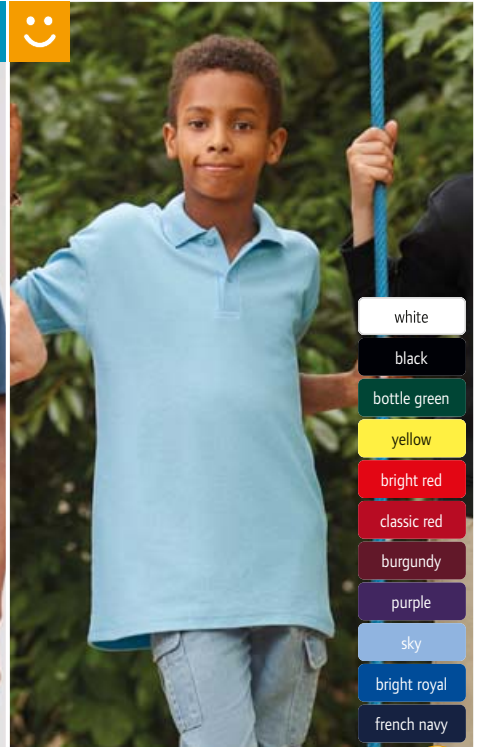 white
black
bottle green
yellow
bright red
classic red
burgundy
purple
sky
bright royal
french navy